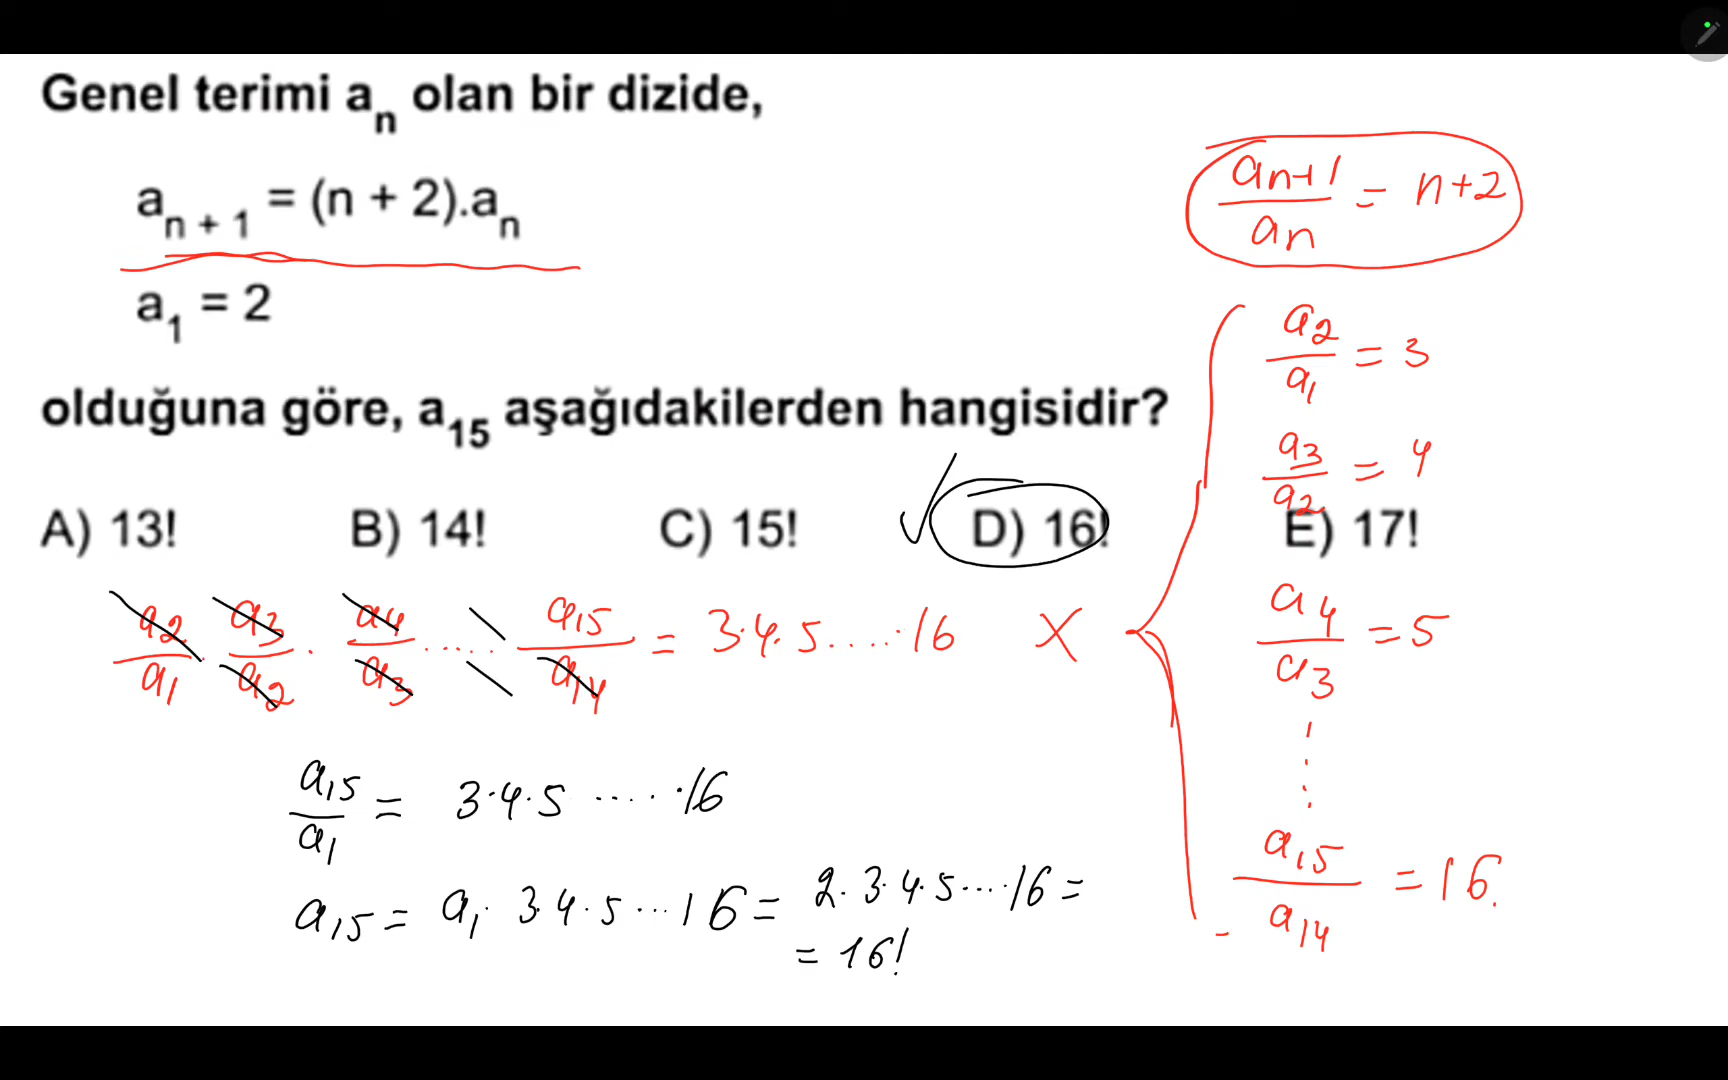 Genel terimi aₙ olan bir dizide,
aₙ₊₁ = (n + 2).aₙ
a₁ = 2
olduğuna göre, a₁₅ aşağıdakilerden hangisidir?
A) 13! B) 14! C) 15! D) 16! E) 17!
aₙ₊₁/aₙ = n+2
a₂/a₁ = 3
a₃/a₂ = 4
a₄/a₃ = 5
a₁₅/a₁₄ = 16.
a₂/a₁ · a₃/a₂ · a₄/a₃ ...... a₁₅/a₁₄ = 3·4·5.....·16 X
a₁₅/a₁ = 3·4·5 .....·16
a₁₅ = a₁·3·4·5...16 = 2·3·4·5...·16 =
= 16!